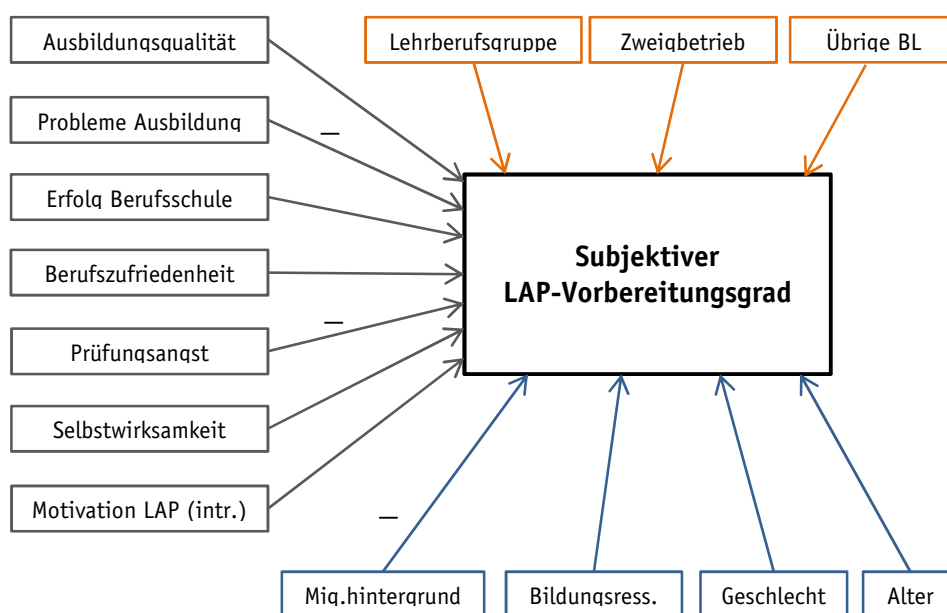 Ausbildungsqualität
Lehrberufsgruppe
Zweigbetrieb
Übrige BL
Probleme Ausbildung
–
Erfolg Berufsschule
Subjektiver
LAP-Vorbereitungsgrad
Berufszufriedenheit
–
Prüfungsangst
Selbstwirksamkeit
Motivation LAP (intr.)
–
Mig.hintergrund
Bildungsress.
Geschlecht
Alter